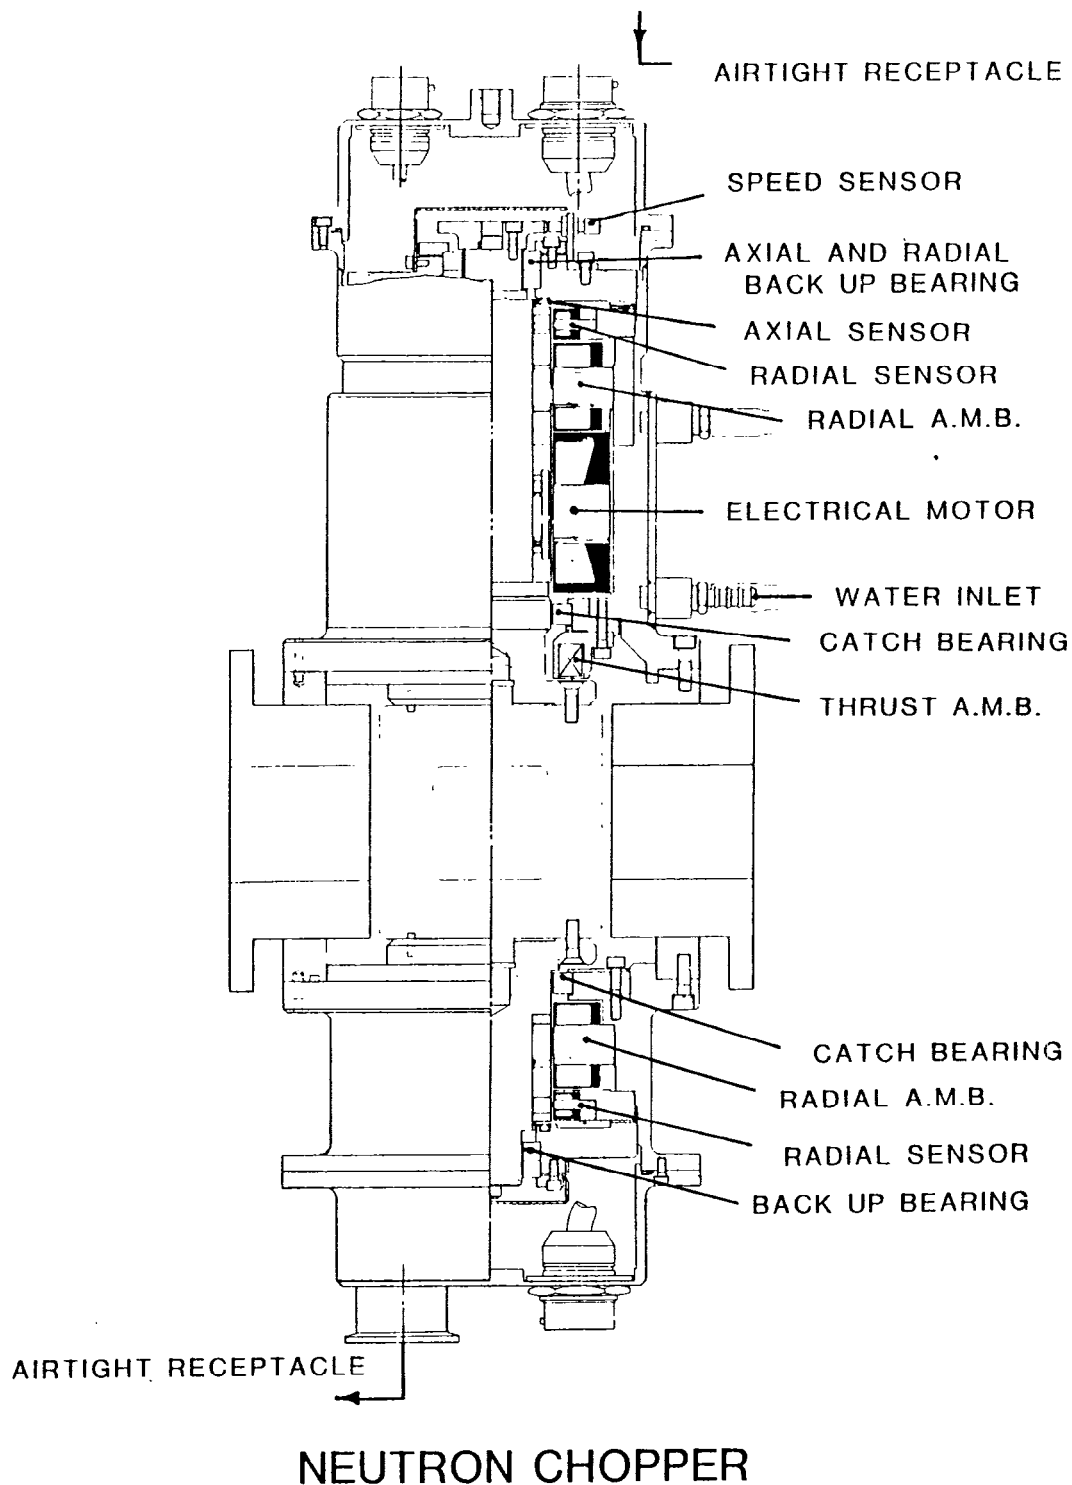 AIRTIGHT RECEPTACLE
SPEED SENSOR
AXIAL AND RADIAL
BACK UP BEARING
AXIAL SENSOR
RADIAL SENSOR
RADIAL A.M.B.
ELECTRICAL MOTOR
WATER INLET
CATCH BEARING
THRUST A.M.B.
CATCH BEARING
RADIAL A.M.B.
RADIAL SENSOR
BACK UP BEARING
AIRTIGHT RECEPTACLE
NEUTRON CHOPPER